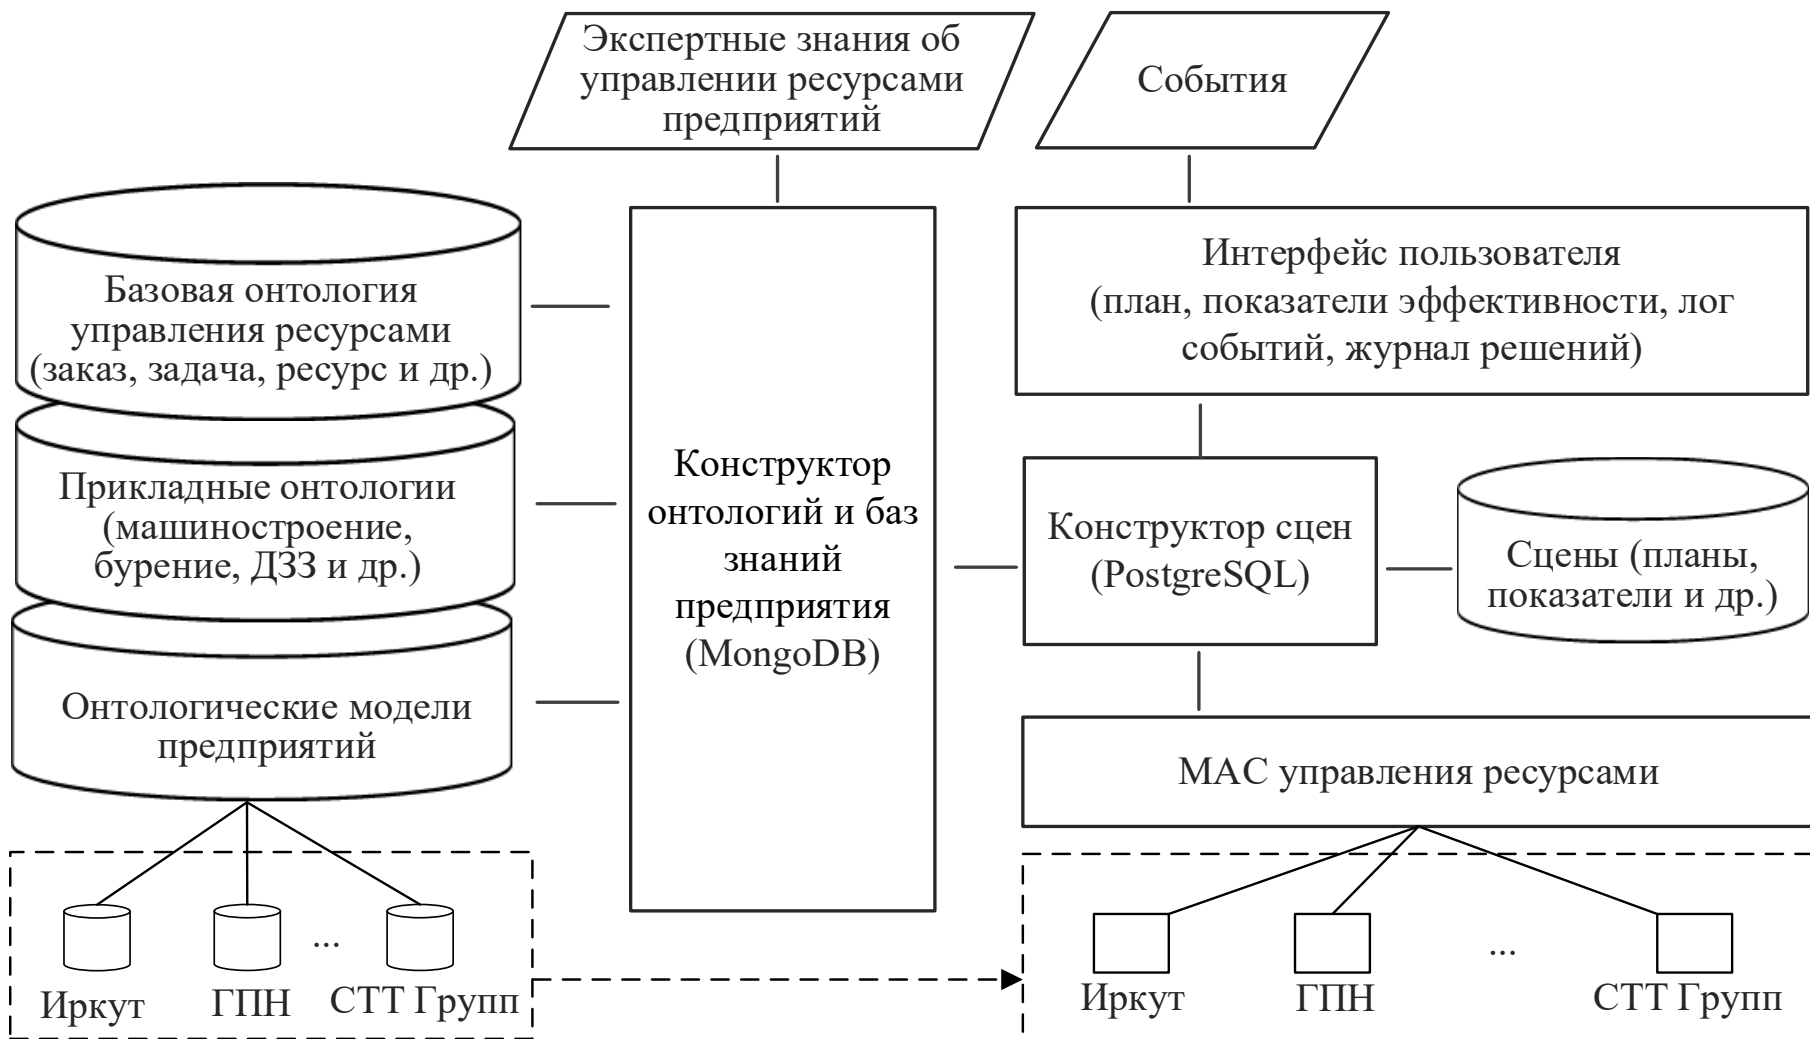 Экспертные знания об
управлении ресурсами
предприятий
События
Базовая онтология
управления ресурсами
(заказ, задача, ресурс и др.)
Прикладные онтологии
(машиностроение,
бурение, ДЗЗ и др.)
Онтологические модели
предприятий
Иркут
ГПН
...
СТТ Групп
Конструктор
онтологий и баз
знаний
предприятия
(MongoDB)
Интерфейс пользователя
(план, показатели эффективности, лог
событий, журнал решений)
Конструктор сцен
(PostgreSQL)
Сцены (планы,
показатели и др.)
МАС управления ресурсами
Иркут
ГПН
...
СТТ Групп